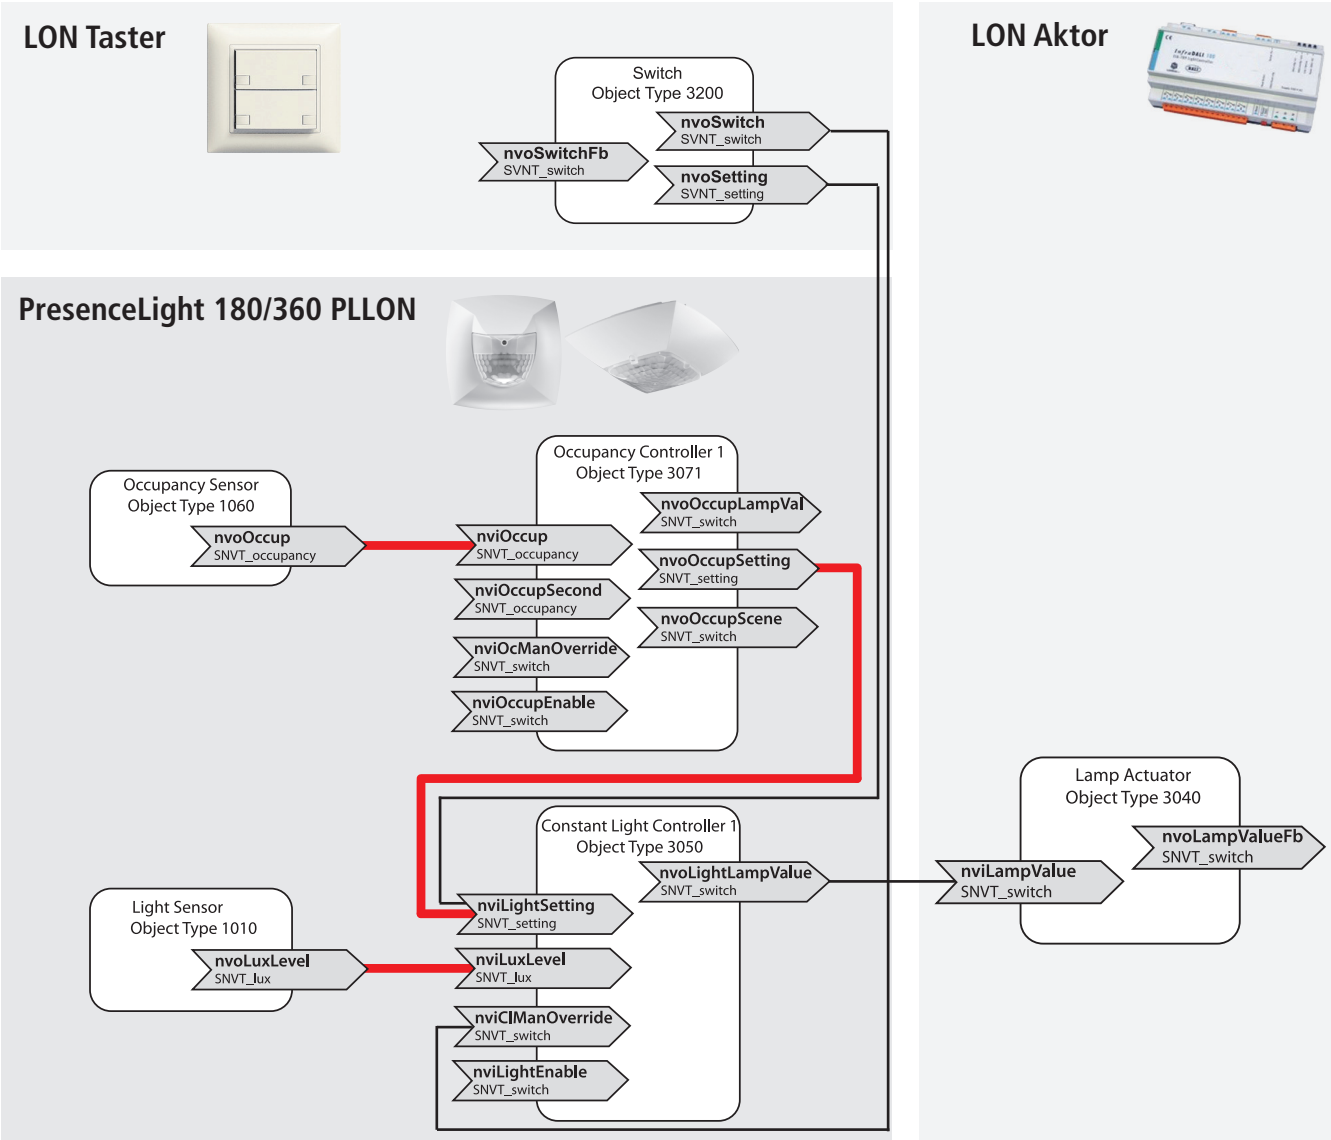 LON Taster
LON Aktor
InfraDALI 100
DALI
Switch
Object Type 3200
nvoSwitch
SVNT_switch
nvoSwitchFb
SVNT_switch
nvoSetting
SVNT_setting
PresenceLight 180/360 PLLON
Occupancy Sensor
Object Type 1060
nvoOccup
SNVT_occupancy
Occupancy Controller 1
Object Type 3071
nvoOccupLampVal
SNVT_switch
nviOccup
SNVT_occupancy
nvoOccupSetting
SNVT_setting
nviOccupSecond
SNVT_occupancy
nvoOccupScene
SNVT_switch
nviOcManOverride
SNVT_switch
nviOccupEnable
SNVT_switch
Lamp Actuator
Object Type 3040
nvoLampValueFb
SNVT_switch
nviLampValue
SNVT_switch
Constant Light Controller 1
Object Type 3050
nvoLightLampValue
SNVT_switch
nviLightSetting
SNVT_setting
Light Sensor
Object Type 1010
nvoLuxLevel
SNVT_lux
nviLuxLevel
SNVT_lux
nviClManOverride
SNVT_switch
nviLightEnable
SNVT_switch